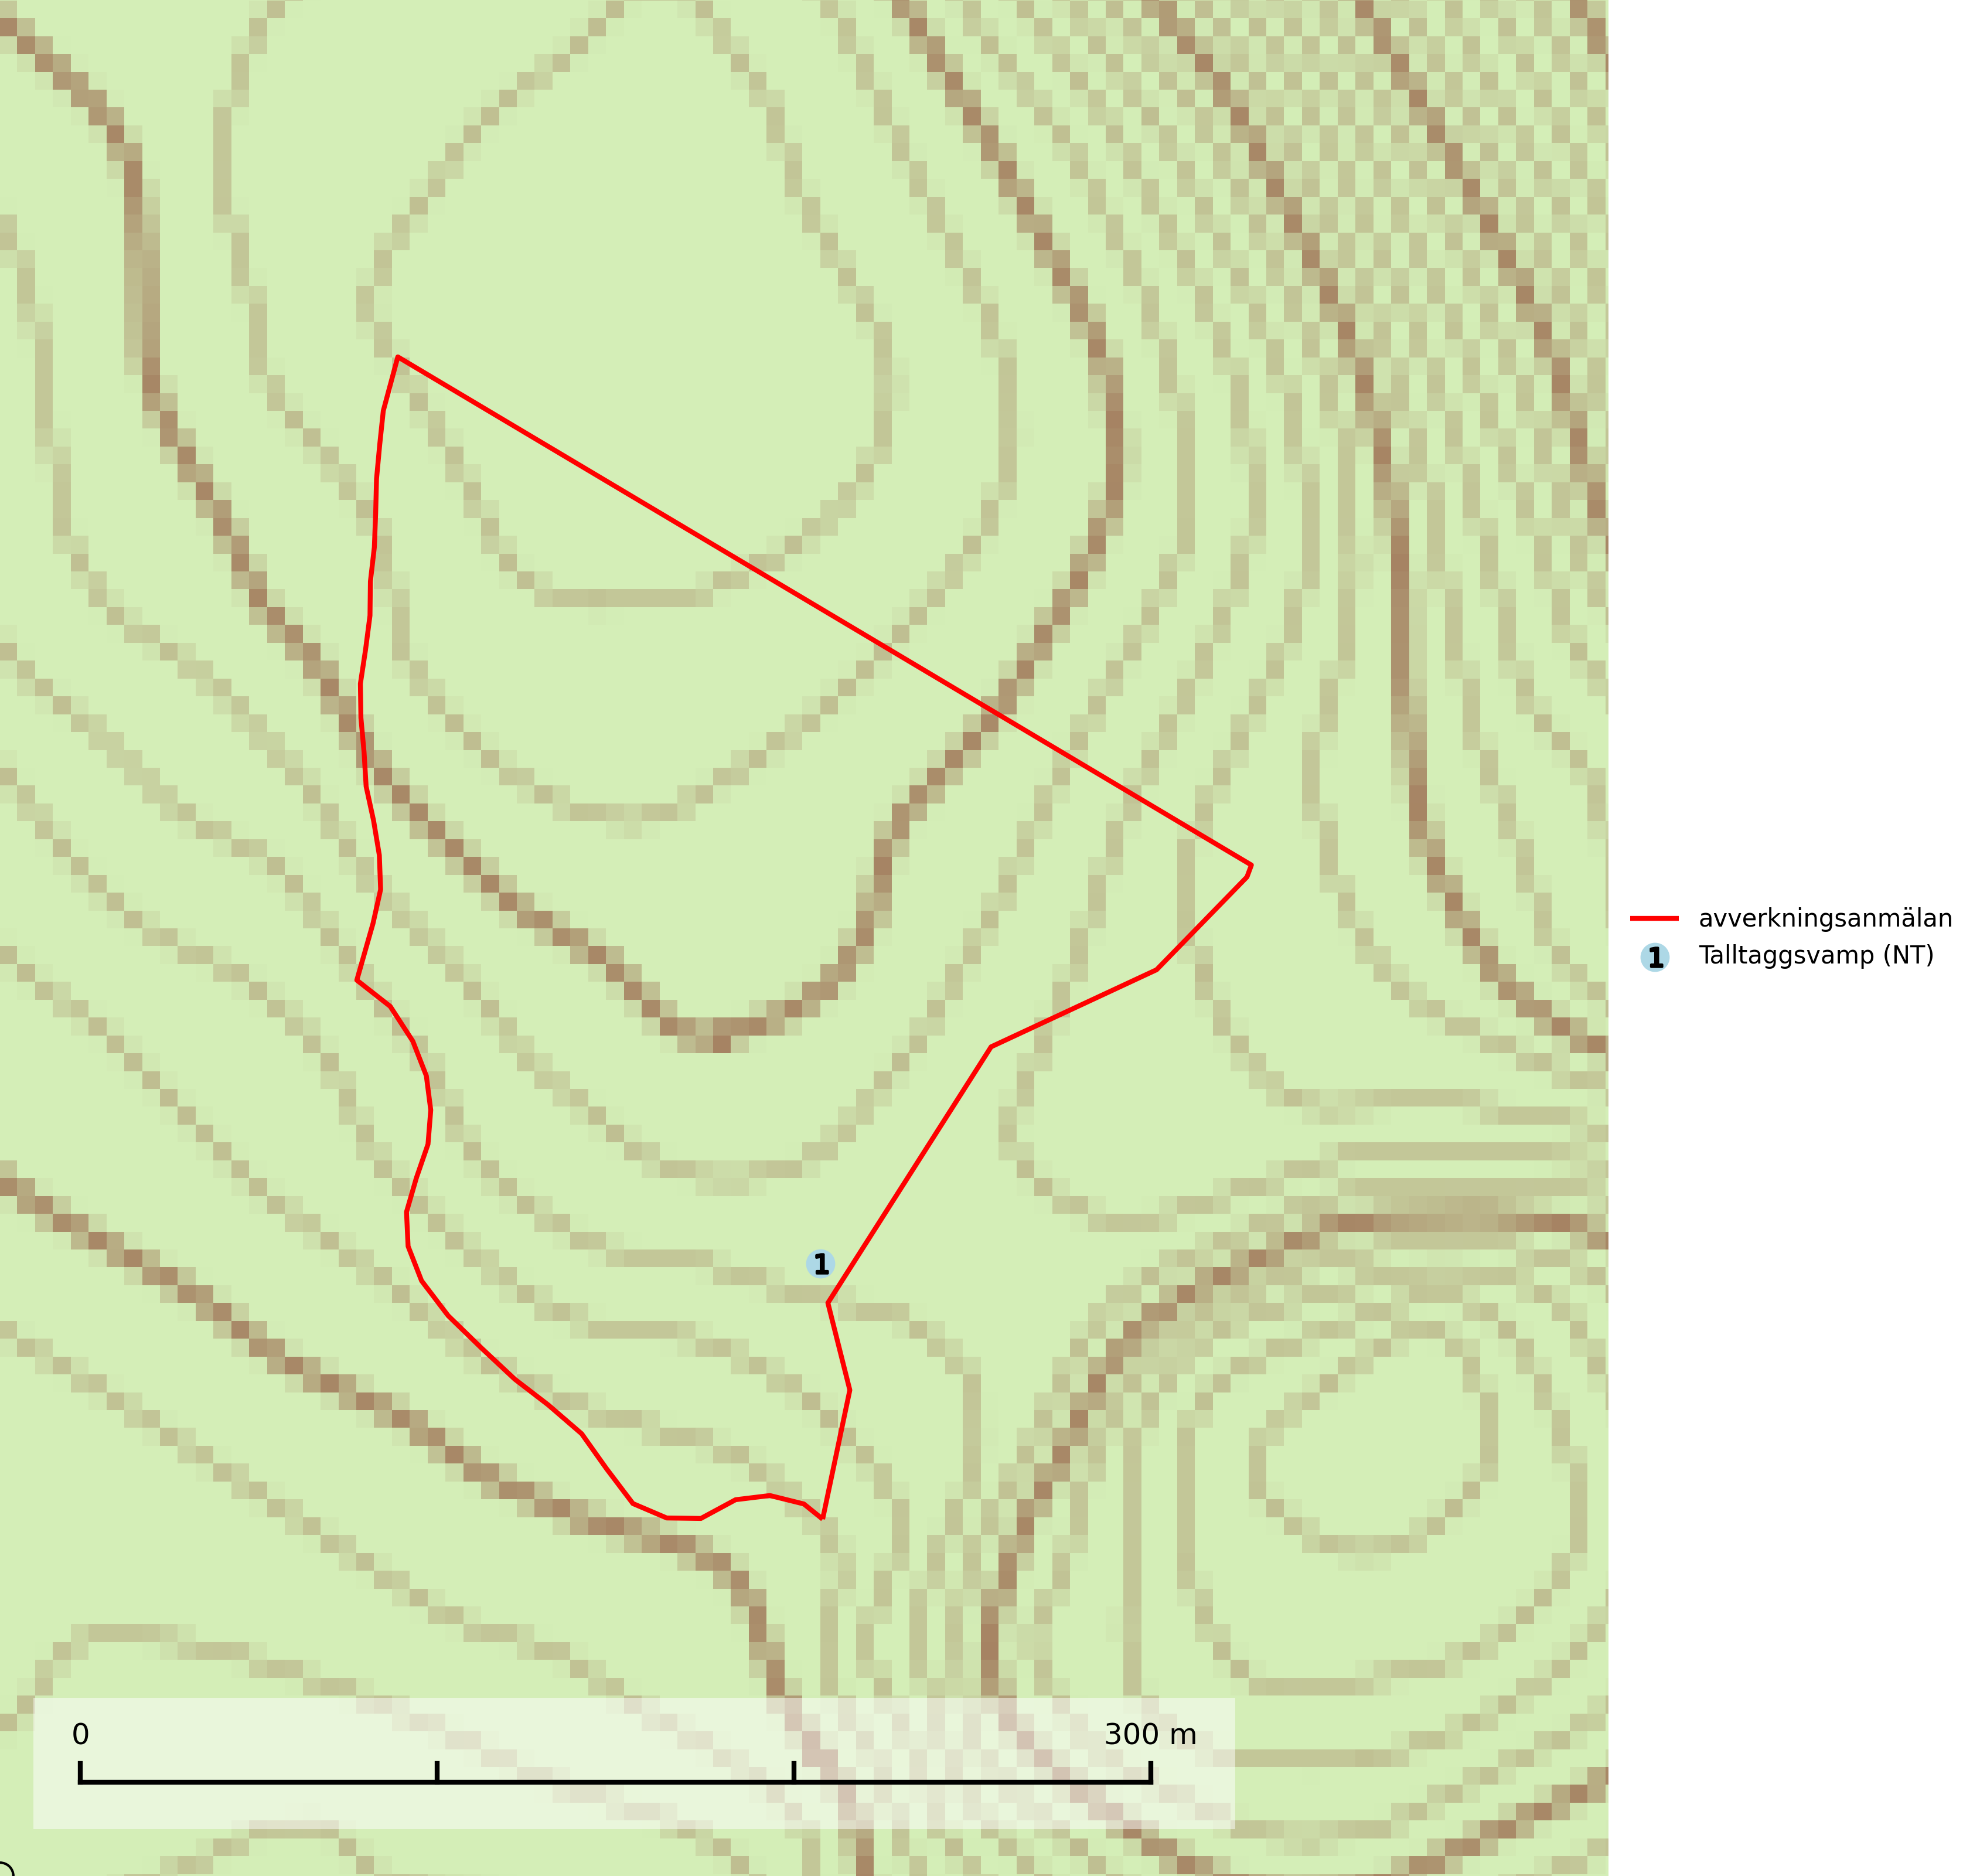 avverkningsanmälan
1 Talltaggsvamp (NT)
1
0 300 m